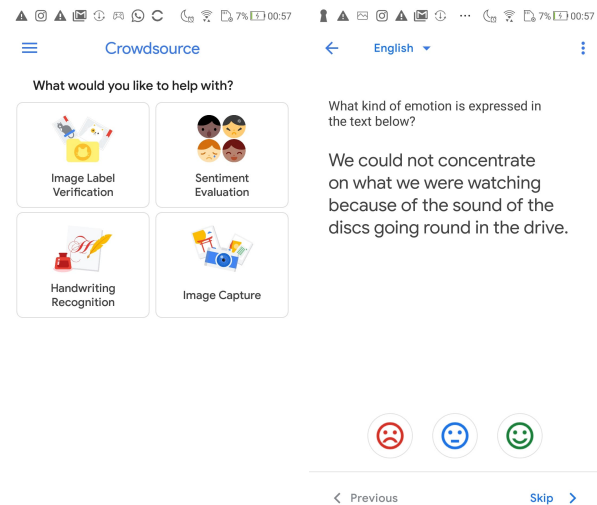 7% 00:57
Crowdsource
What would you like to help with?
Image Label
Verification
Sentiment
Evaluation
Handwriting
Recognition
Image Capture
7% 00:57
English
What kind of emotion is expressed in
the text below?
We could not concentrate
on what we were watching
because of the sound of the
discs going round in the drive.
Previous
Skip